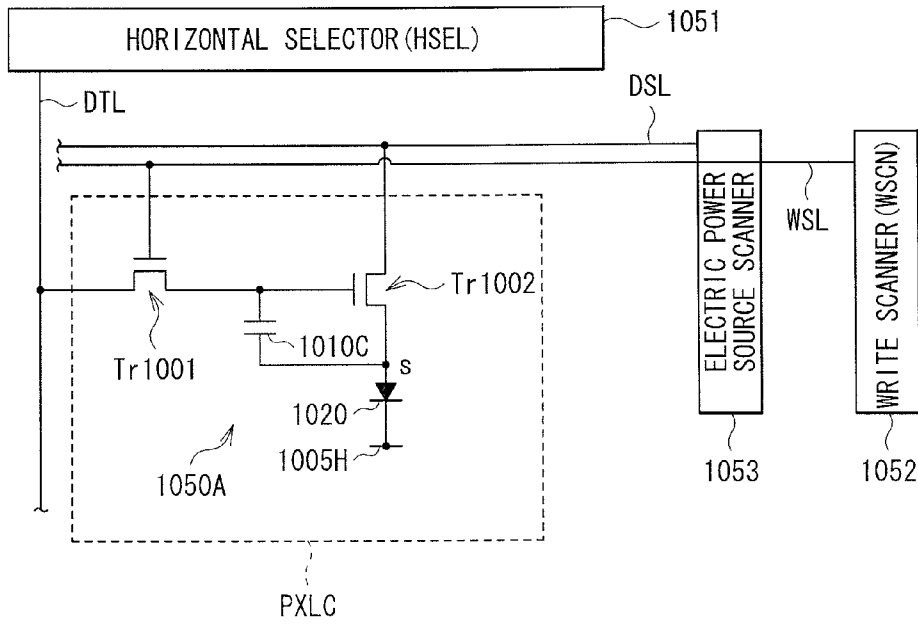 HORIZONTAL SELECTOR(HSEL)
1051
DTL
DSL
WSL
ELECTRIC POWER
SOURCE SCANNER
WRITE SCANNER(WSCN)
Tr1002
1010C
Tr1001
s
1020
1005H
1050A
1053
1052
PXLC